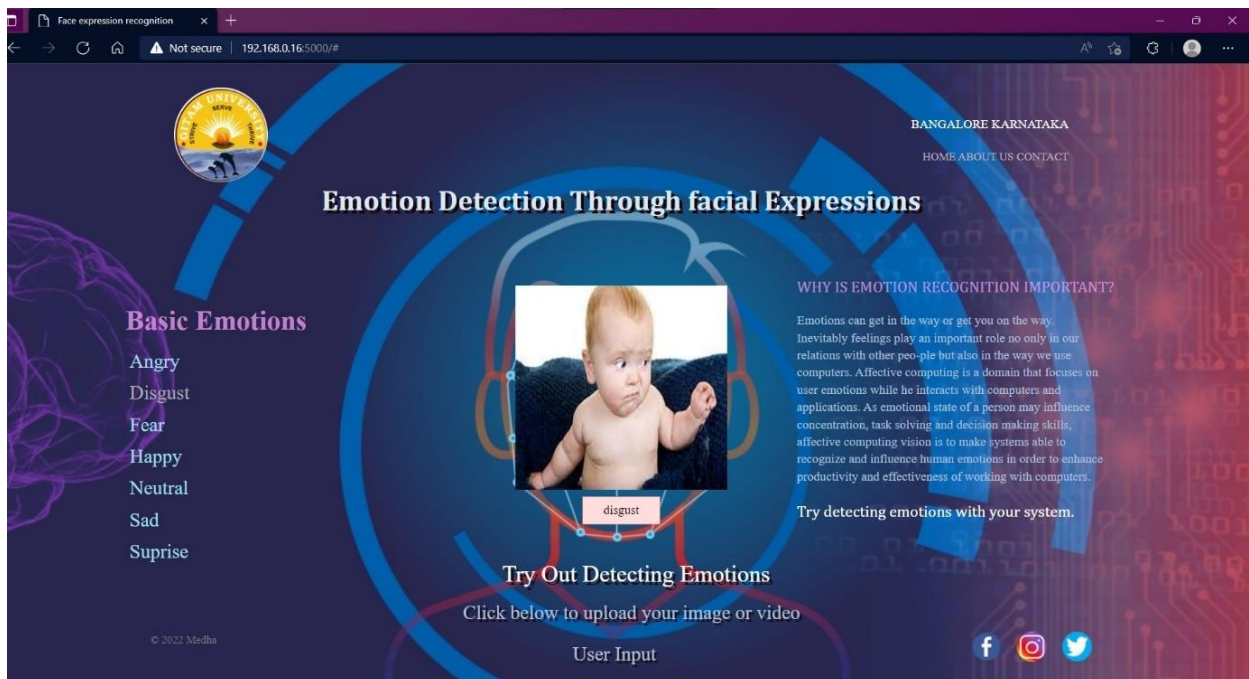 Face expression recognition
Not secure
192.168.0.16:5000/#
GITAM UNIVERSITY
SERVE
STRIVE
THRIVE
BANGALORE KARNATAKA
HOME ABOUT US CONTACT
Emotion Detection Through facial Expressions
Basic Emotions
Angry
Disgust
Fear
Happy
Neutral
Sad
Suprise
disgust
WHY IS EMOTION RECOGNITION IMPORTANT?
Emotions can get in the way or get you on the way.
Inevitably feelings play an important role no only in our
relations with other peo-ple but also in the way we use
computers. Affective computing is a domain that focuses on
user emotions while he interacts with computers and
applications. As emotional state of a person may influence
concentration, task solving and decision making skills,
affective computing vision is to make systems able to
recognize and influence human emotions in order to enhance
productivity and effectiveness of working with computers.
Try detecting emotions with your system.
Try Out Detecting Emotions
Click below to upload your image or video
User Input
© 2022 Medha